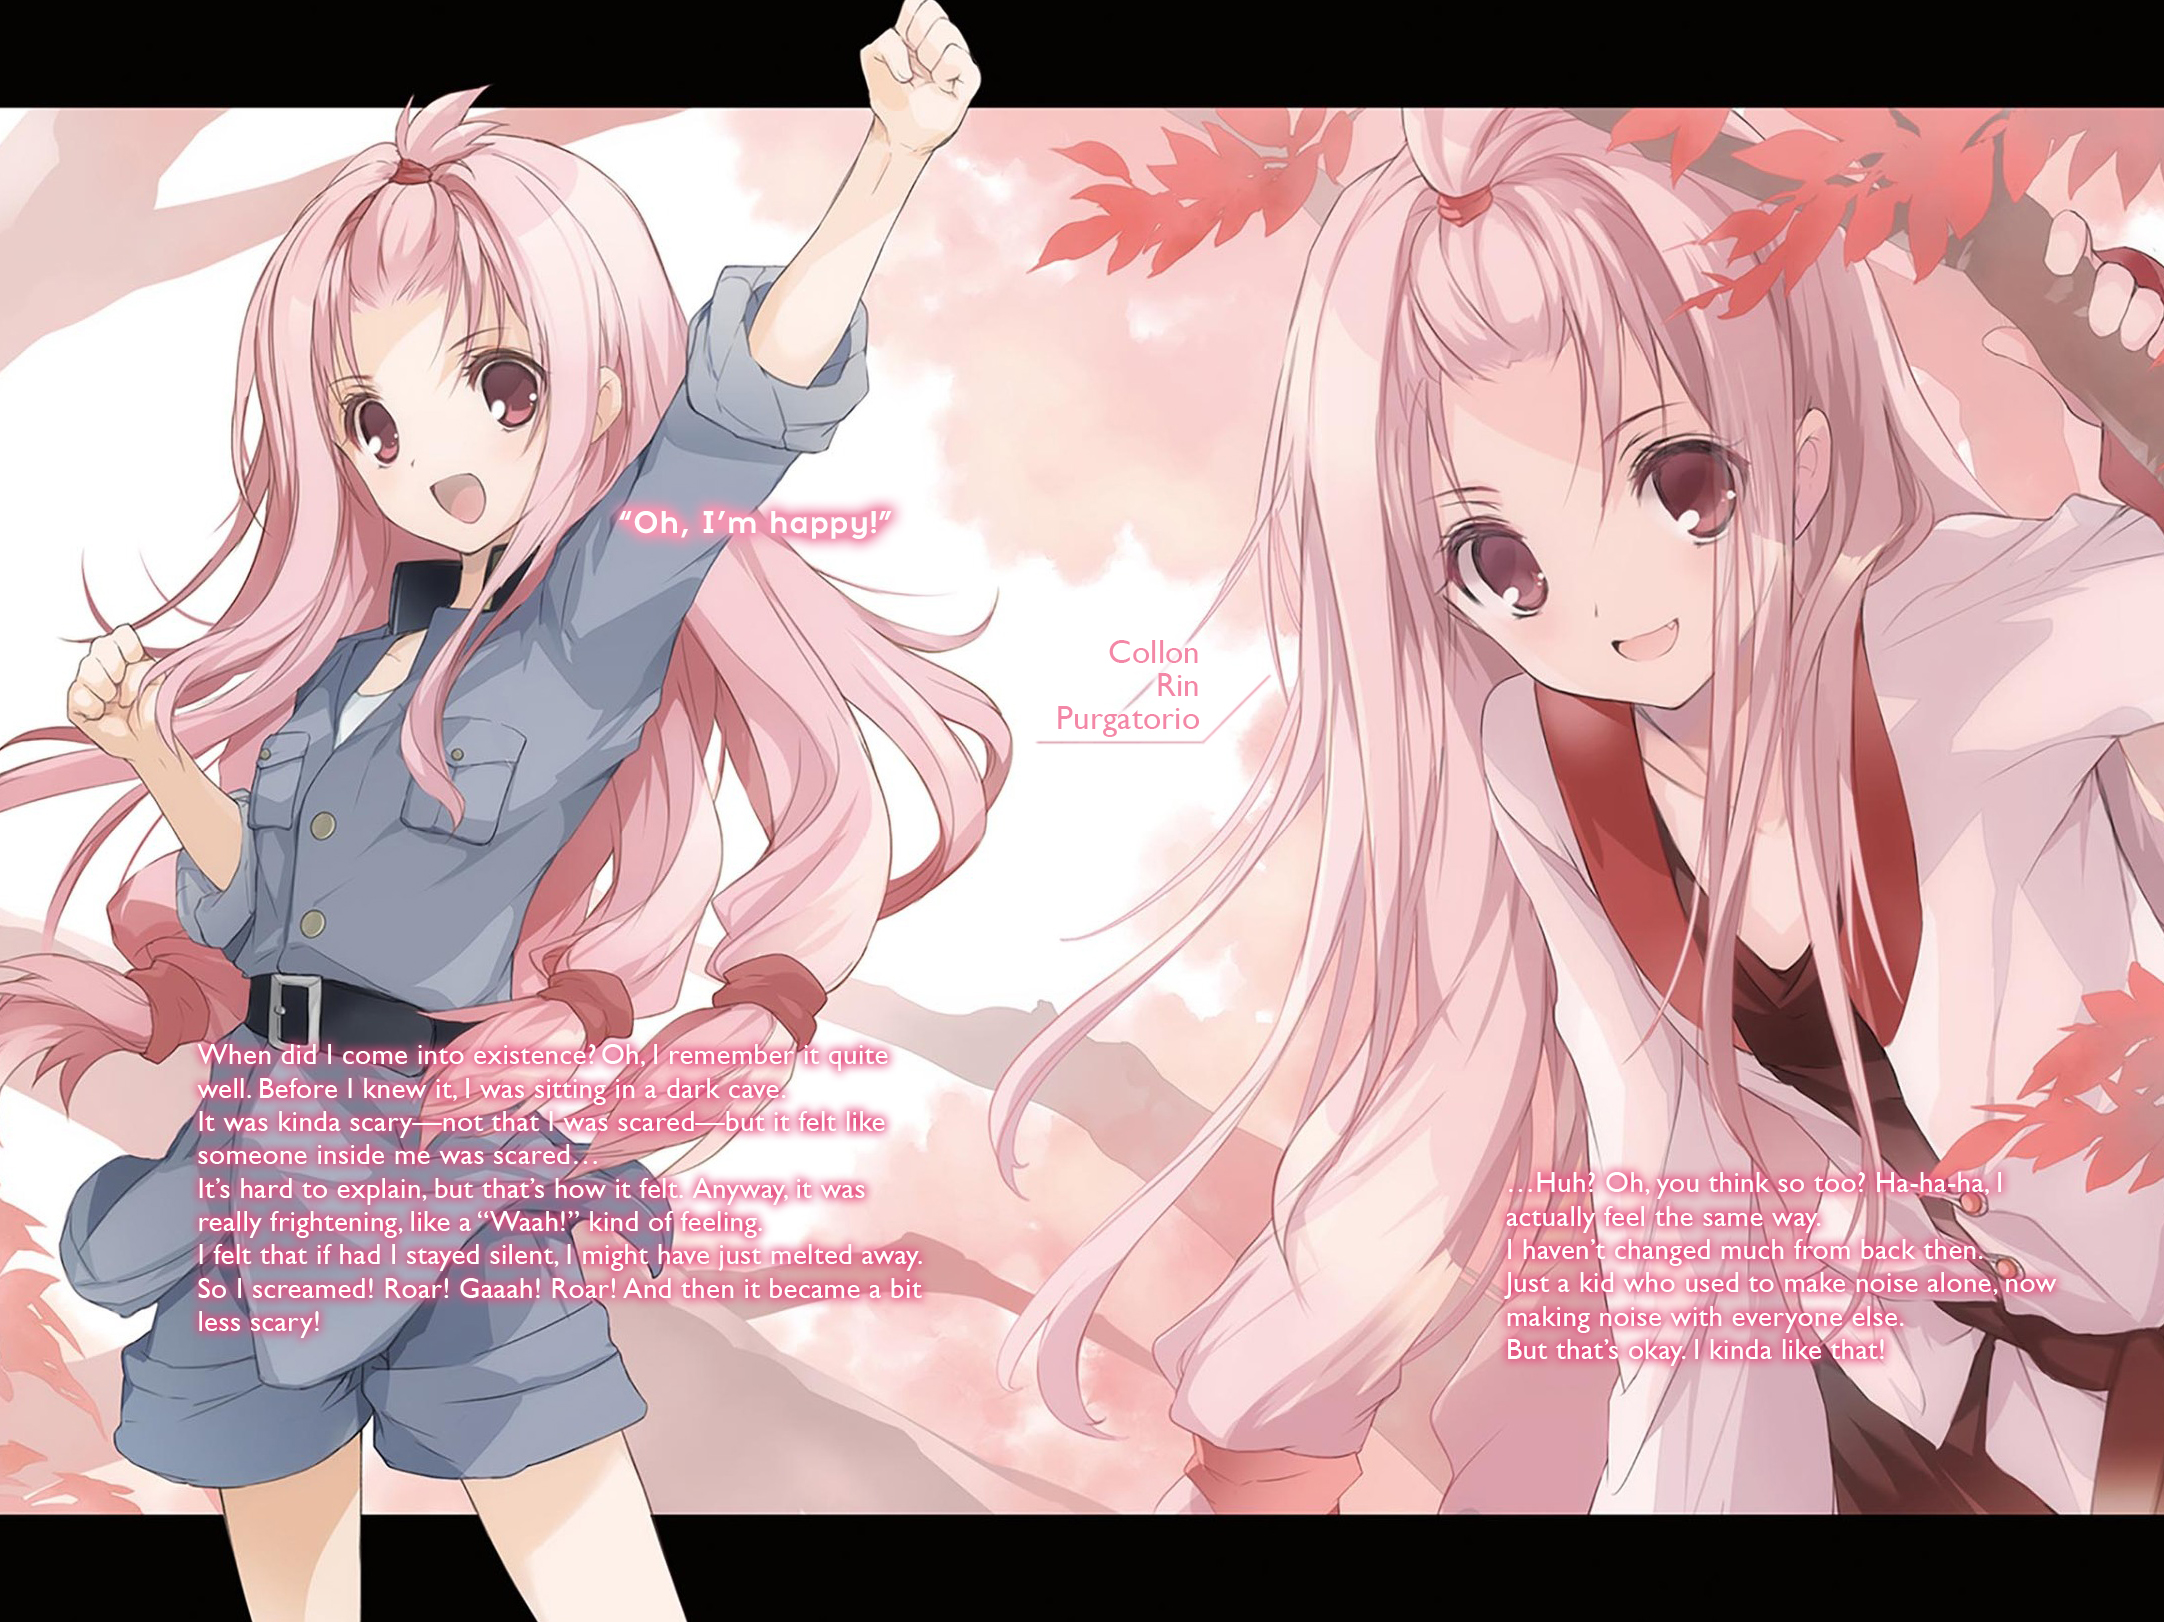 “Oh, I’m happy!”
Collon
Rin
Purgatorio
When did I come into existence? Oh, I remember it quite
well. Before I knew it, I was sitting in a dark cave.
It was kinda scary—not that I was scared—but it felt like
someone inside me was scared…
It’s hard to explain, but that’s how it felt. Anyway, it was
really frightening, like a “Waah!” kind of feeling.
I felt that if had I stayed silent, I might have just melted away.
So I screamed! Roar! Gaaah! Roar! And then it became a bit
less scary!
…Huh? Oh, you think so too? Ha-ha-ha, I
actually feel the same way.
I haven’t changed much from back then.
Just a kid who used to make noise alone, now
making noise with everyone else.
But that’s okay. I kinda like that!